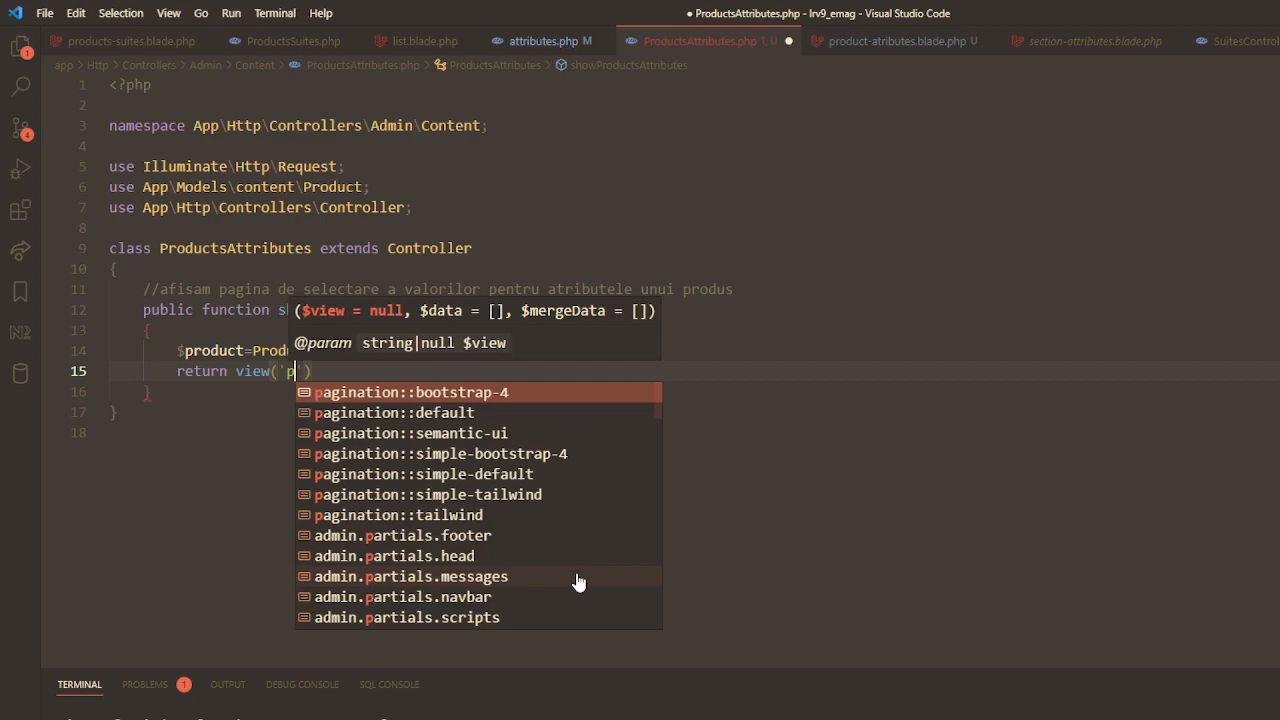 File Edit Selection View Go Run Terminal Help ● ProductsAttributes.php - lrv9_emag - Visual Studio Code
products-suites.blade.php ProductsSuites.php list.blade.php attributes.php M ProductsAttributes.php 1, U ● product-atributes.blade.php U section-attributes.blade.php SuitesControl
app > Http > Controllers > Admin > Content > ProductsAttributes.php > ProductsAttributes > showProductsAttributes
1 <?php
2
3 namespace App\Http\Controllers\Admin\Content;
4
5 use Illuminate\Http\Request;
6 use App\Models\content\Product;
7 use App\Http\Controllers\Controller;
8
9 class ProductsAttributes extends Controller
10 {
11 //afisam pagina de selectare a valorilor pentru atributele unui produs
12 public function sh
($view = null, $data = [], $mergeData = [])
13 {
@param string|null $view
14 $product=Produ
15 return view('p')
16 }
pagination::bootstrap-4
17 }
pagination::default
18
pagination::semantic-ui
pagination::simple-bootstrap-4
pagination::simple-default
pagination::simple-tailwind
pagination::tailwind
admin.partials.footer
admin.partials.head
admin.partials.messages
admin.partials.navbar
admin.partials.scripts
TERMINAL PROBLEMS 1 OUTPUT DEBUG CONSOLE SQL CONSOLE
1
4